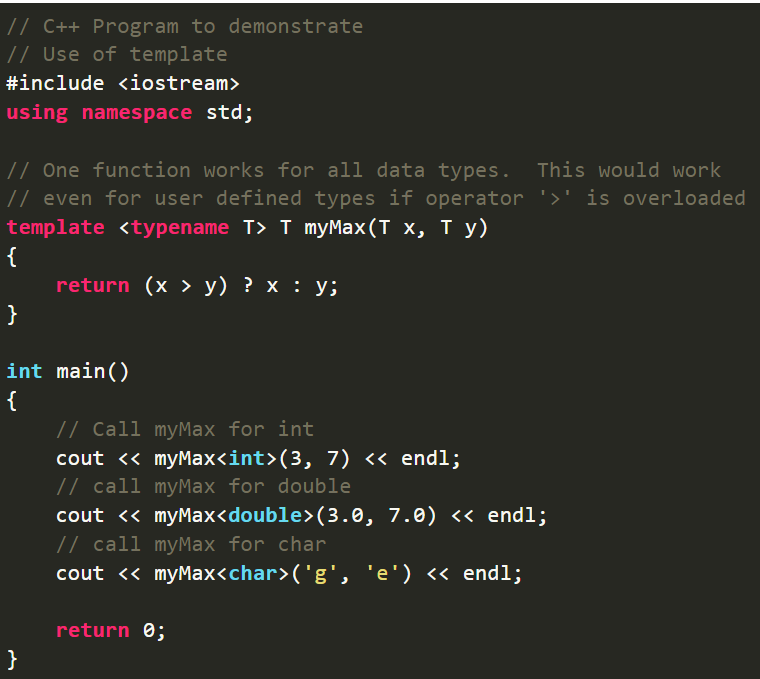 // C++ Program to demonstrate
// Use of template
#include <iostream>
using namespace std;

// One function works for all data types.  This would work
// even for user defined types if operator '>' is overloaded
template <typename T> T myMax(T x, T y)
{
    return (x > y) ? x : y;
}

int main()
{
    // Call myMax for int
    cout << myMax<int>(3, 7) << endl;
    // call myMax for double
    cout << myMax<double>(3.0, 7.0) << endl;
    // call myMax for char
    cout << myMax<char>('g', 'e') << endl;

    return 0;
}